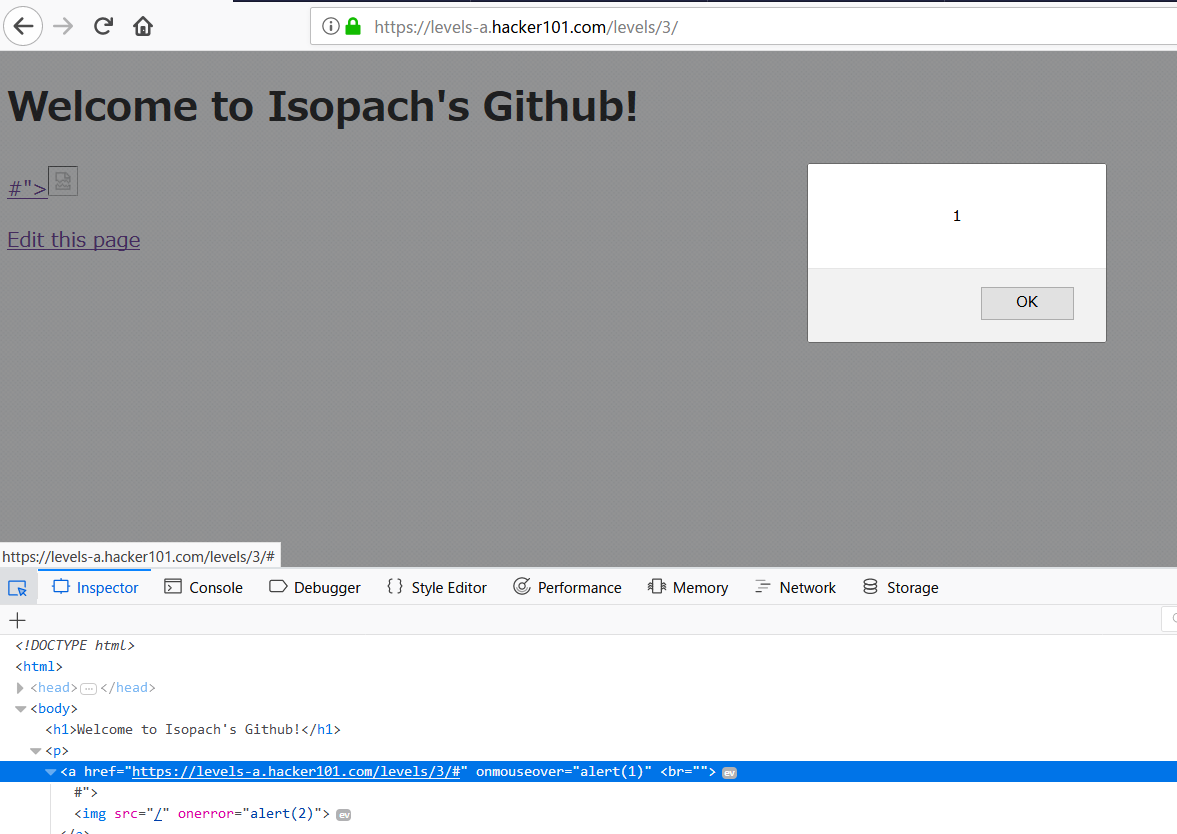 https://levels-a.hacker101.com/levels/3/
Welcome to Isopach's Github!
#">
Edit this page
1
OK
https://levels-a.hacker101.com/levels/3/#
Inspector Console Debugger {} Style Editor Performance Memory Network Storage
+
<!DOCTYPE html>
<html>
<head>...</head>
<body>
<h1>Welcome to Isopach's Github!</h1>
<p>
<a href="https://levels-a.hacker101.com/levels/3/#" onmouseover="alert(1)" <br=""> ev
#">
<img src="/" onerror="alert(2)"> ev
</a>